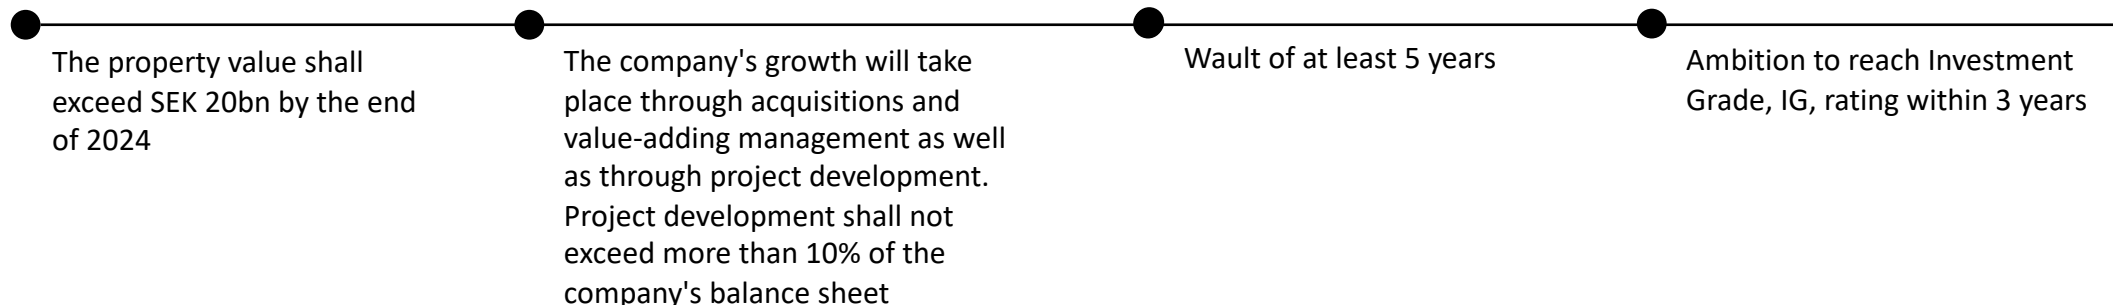 The property value shall
exceed SEK 20bn by the end
of 2024
The company's growth will take
place through acquisitions and
value-adding management as well
as through project development.
Project development shall not
exceed more than 10% of the
company's balance sheet
Wault of at least 5 years
Ambition to reach Investment
Grade, IG, rating within 3 years